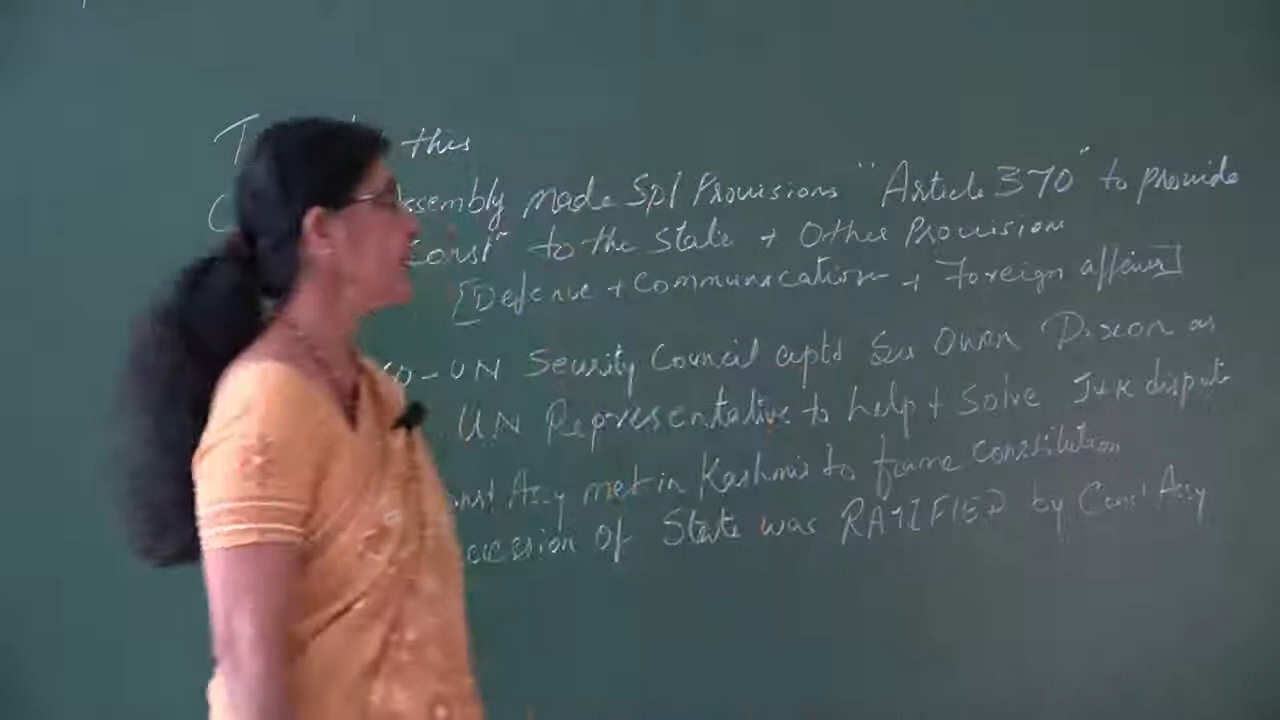 this
Assembly made Spl Provisions "Article 370" to provide
Const" to the State + Other Provision
[Defence + Communication + Foreign affairs]
UN Security Council aptd Sir Owen Dixon as
UN Representative to help + Solve J+K dispute
Const Assy met in Kashmir to frame constitution
ccession of State was RATIFIED by Const Assy